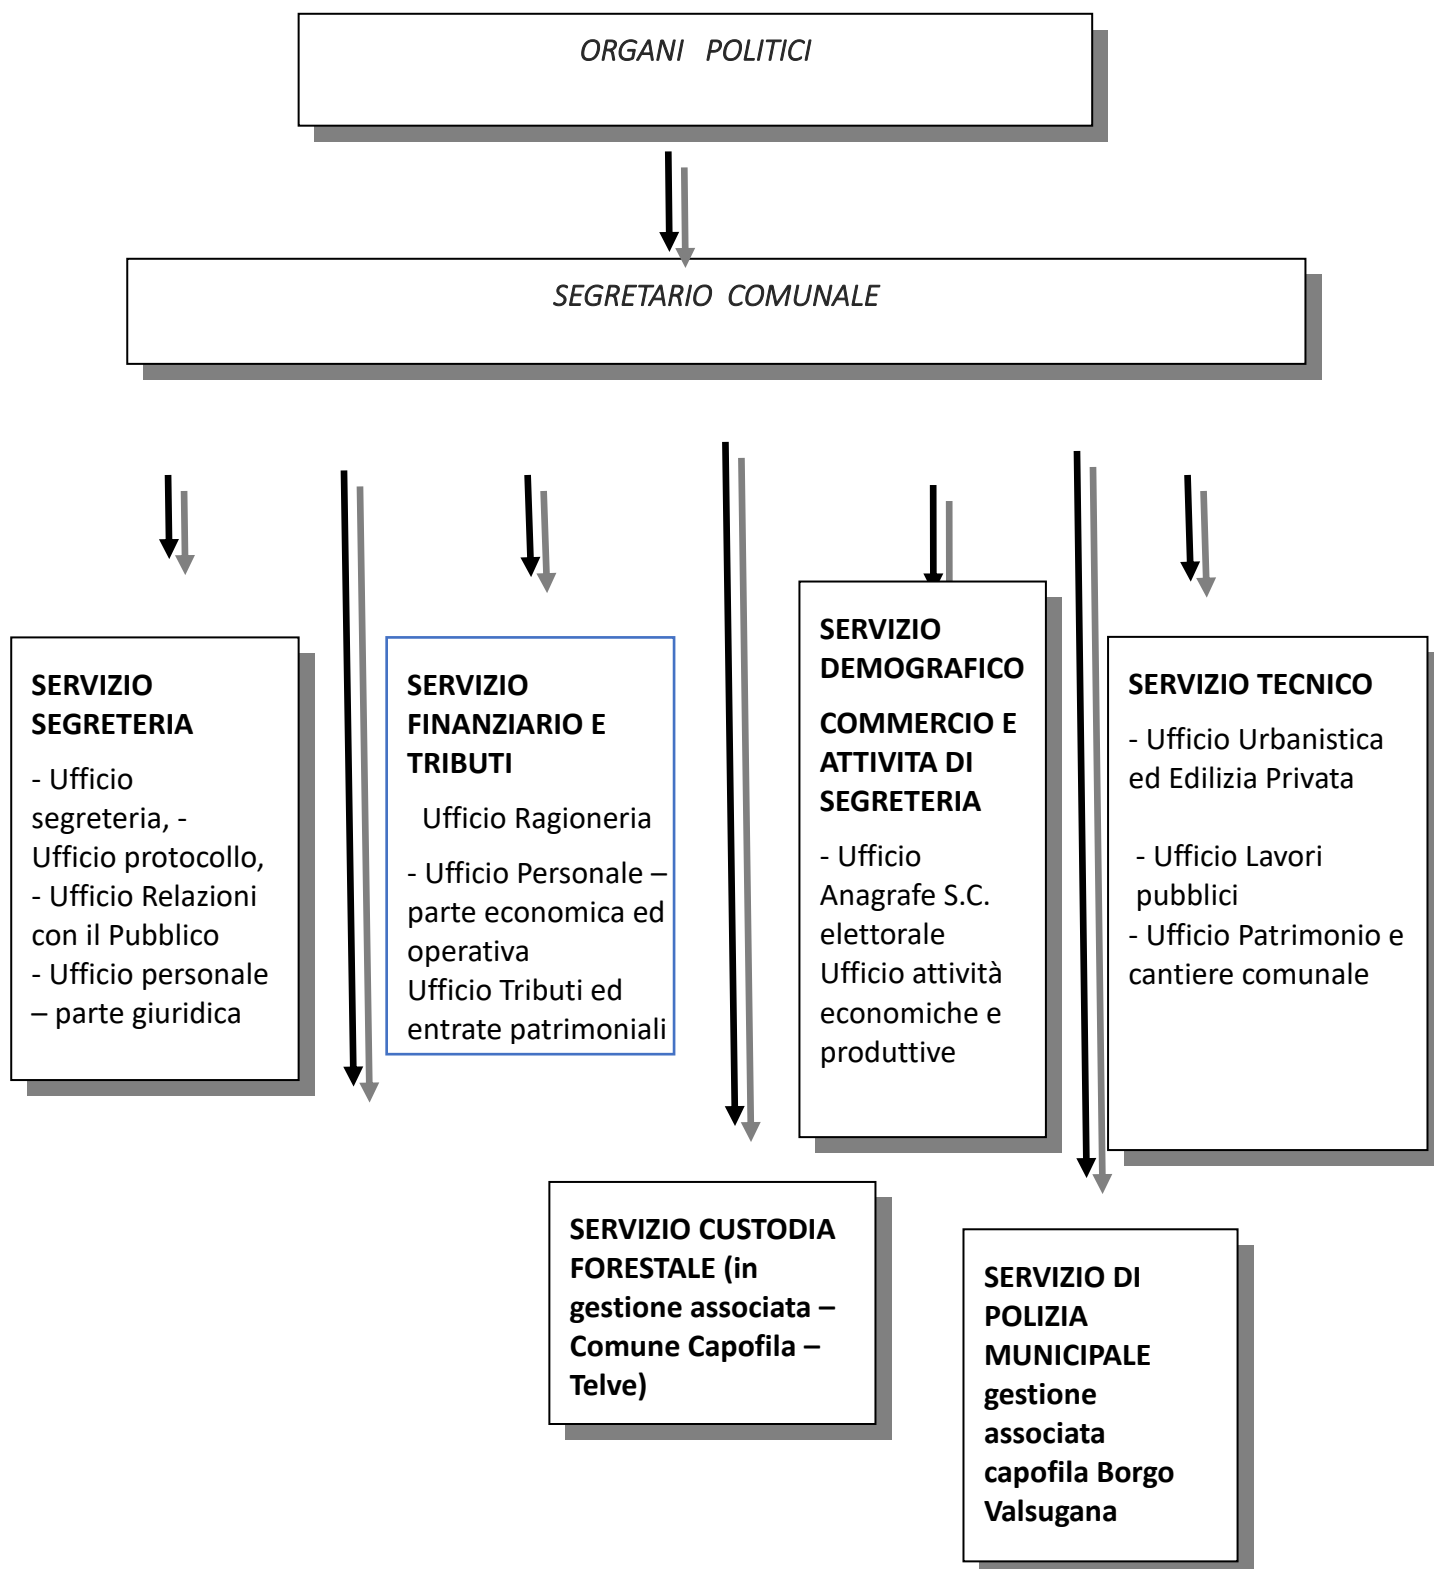 ORGANI POLITICI
SEGRETARIO COMUNALE
SERVIZIO
SEGRETERIA
- Ufficio
segreteria, -
Ufficio protocollo,
- Ufficio Relazioni
con il Pubblico
- Ufficio personale
– parte giuridica
SERVIZIO
FINANZIARIO E
TRIBUTI
Ufficio Ragioneria
- Ufficio Personale –
parte economica ed
operativa
Ufficio Tributi ed
entrate patrimoniali
SERVIZIO
DEMOGRAFICO
COMMERCIO E
ATTIVITA DI
SEGRETERIA
- Ufficio
Anagrafe S.C.
elettorale
Ufficio attività
economiche e
produttive
SERVIZIO TECNICO
- Ufficio Urbanistica
ed Edilizia Privata
- Ufficio Lavori
pubblici
- Ufficio Patrimonio e
cantiere comunale
SERVIZIO CUSTODIA
FORESTALE (in
gestione associata –
Comune Capofila –
Telve)
SERVIZIO DI
POLIZIA
MUNICIPALE
gestione
associata
capofila Borgo
Valsugana